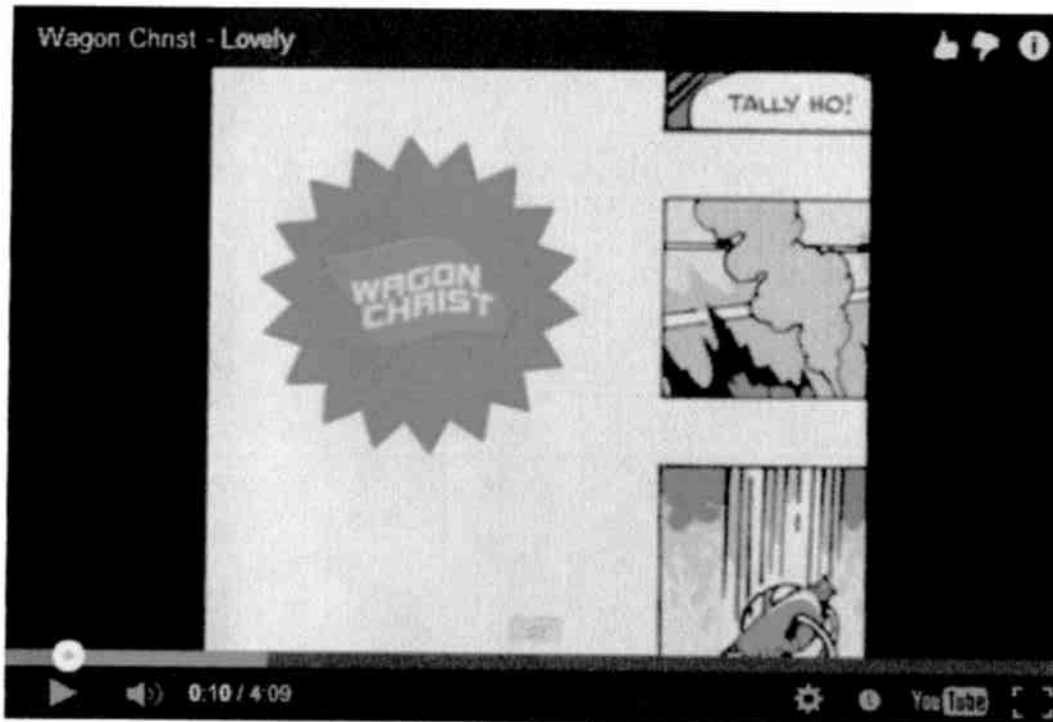 Wagon Christ - Lovely
TALLY HO!
WAGON
CHRIST
0:10 / 4:09
YouTube